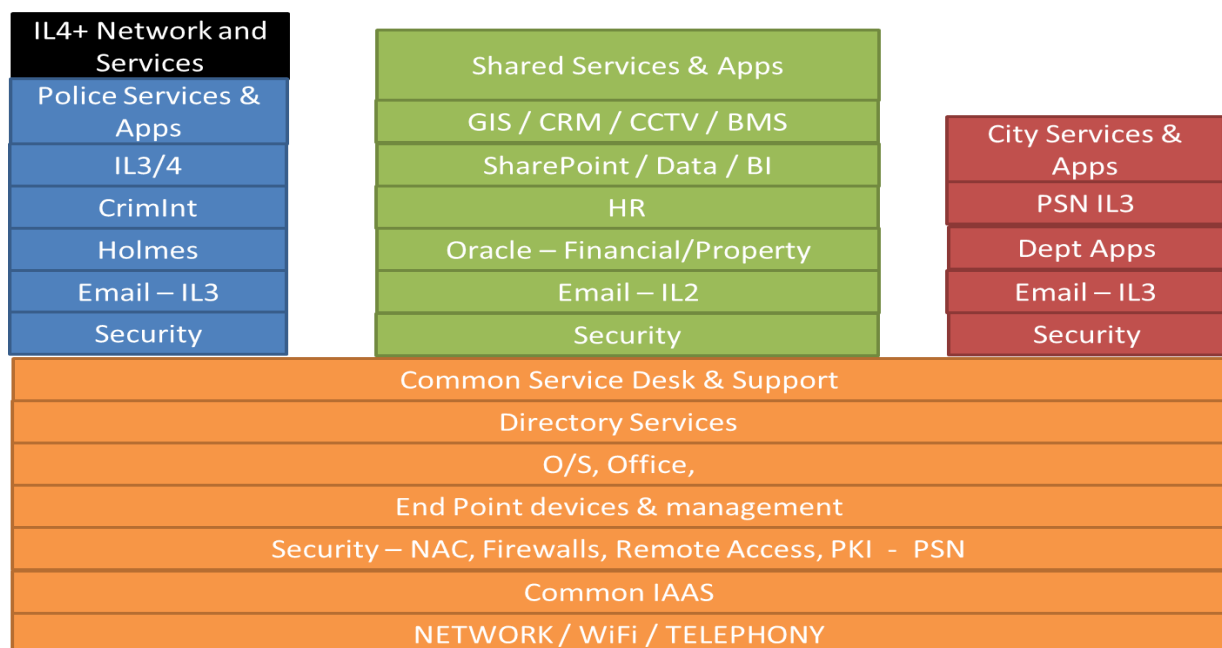 IL4+ Network and
Services
Police Services &
Apps
IL3/4
CrimInt
Holmes
Email – IL3
Security
Shared Services & Apps
GIS / CRM / CCTV / BMS
SharePoint / Data / BI
HR
Oracle – Financial/Property
Email – IL2
Security
City Services &
Apps
PSN IL3
Dept Apps
Email – IL3
Security
Common Service Desk & Support
Directory Services
O/S, Office,
End Point devices & management
Security – NAC, Firewalls, Remote Access, PKI - PSN
Common IAAS
NETWORK / WiFi / TELEPHONY